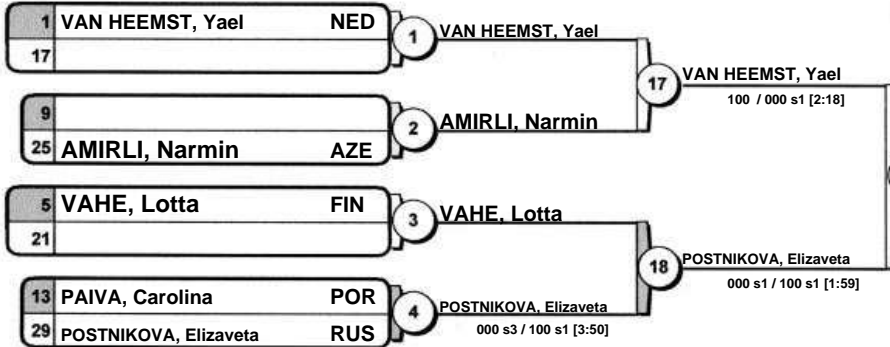 1 VAN HEEMST, Yael NED
17
1 VAN HEEMST, Yael
9
25 AMIRLI, Narmin AZE
2 AMIRLI, Narmin
17 VAN HEEMST, Yael
100 / 000 s1 [2:18]
5 VAHE, Lotta FIN
21
3 VAHE, Lotta
13 PAIVA, Carolina POR
29 POSTNIKOVA, Elizaveta RUS
4 POSTNIKOVA, Elizaveta
000 s3 / 100 s1 [3:50]
18 POSTNIKOVA, Elizaveta
000 s1 / 100 s1 [1:59]